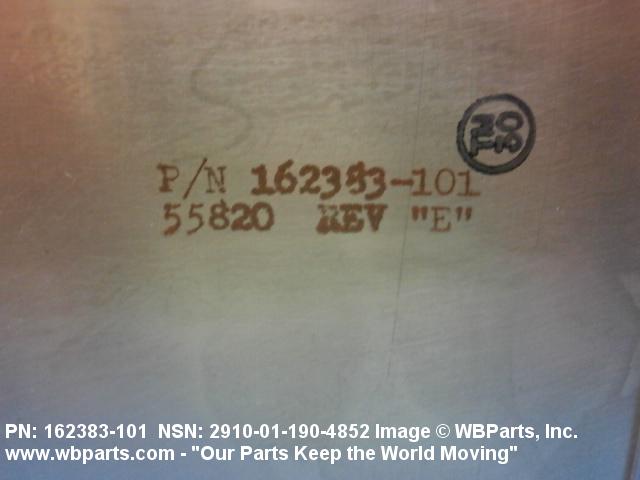 P/N 162383-101
55820 REV "E"
PN: 162383-101 NSN: 2910-01-190-4852 Image © WBParts, Inc.
www.wbparts.com - "Our Parts Keep the World Moving"